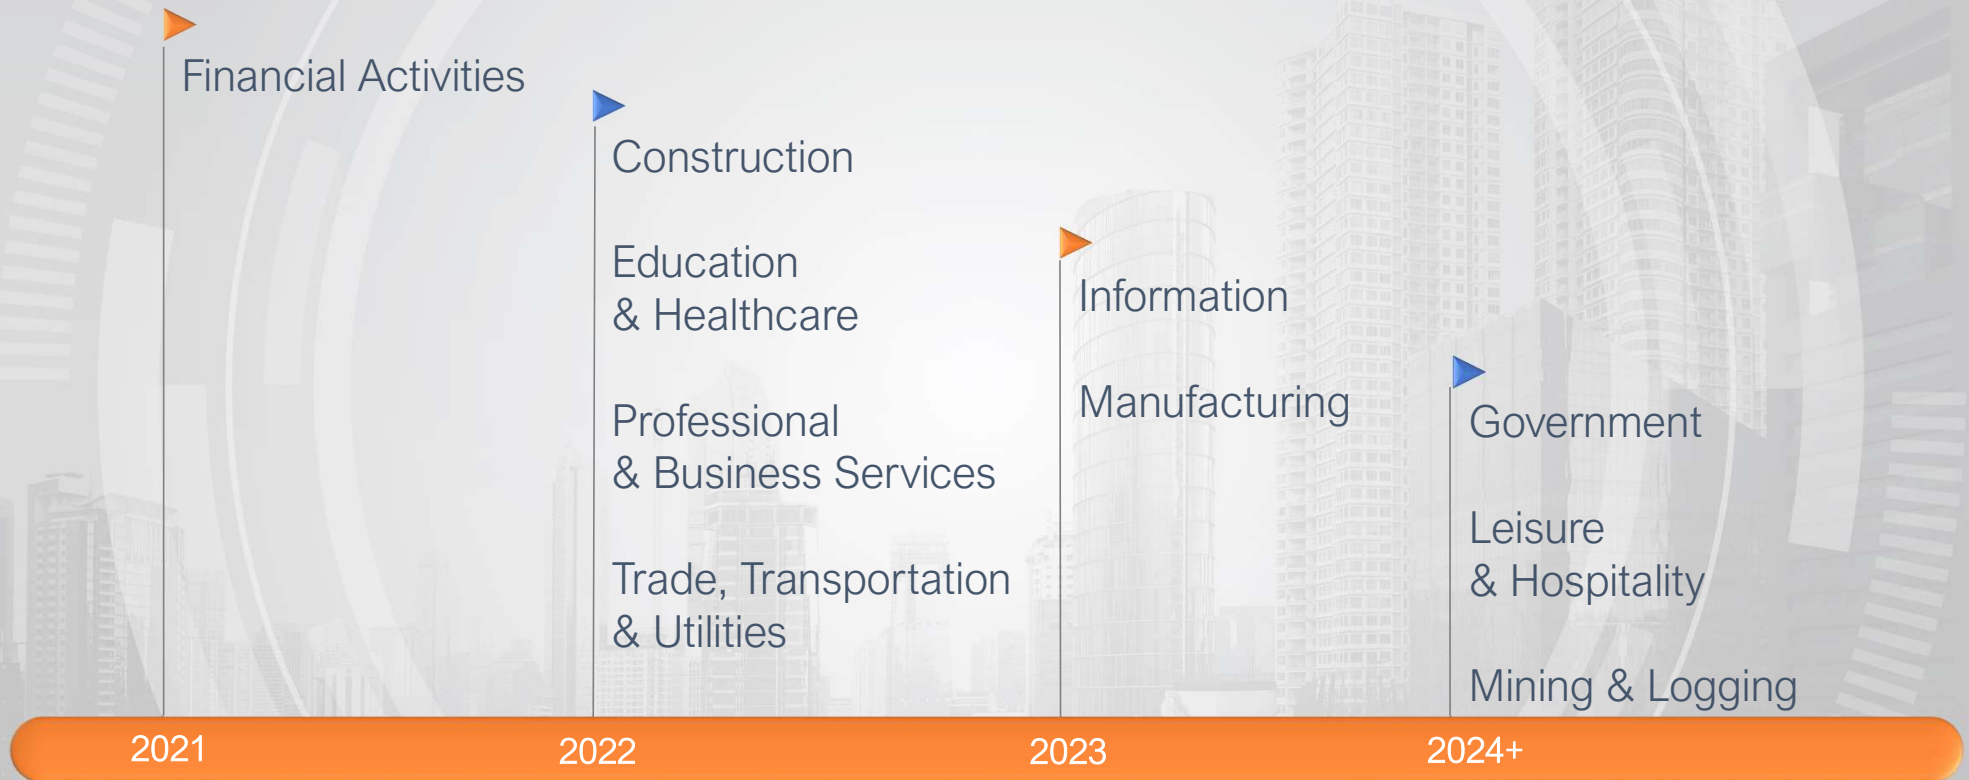 Financial Activities
Construction
Education
& Healthcare
Professional
& Business Services
Trade, Transportation
& Utilities
Information
Manufacturing
Government
Leisure
& Hospitality
Mining & Logging
2021
2022
2023
2024+